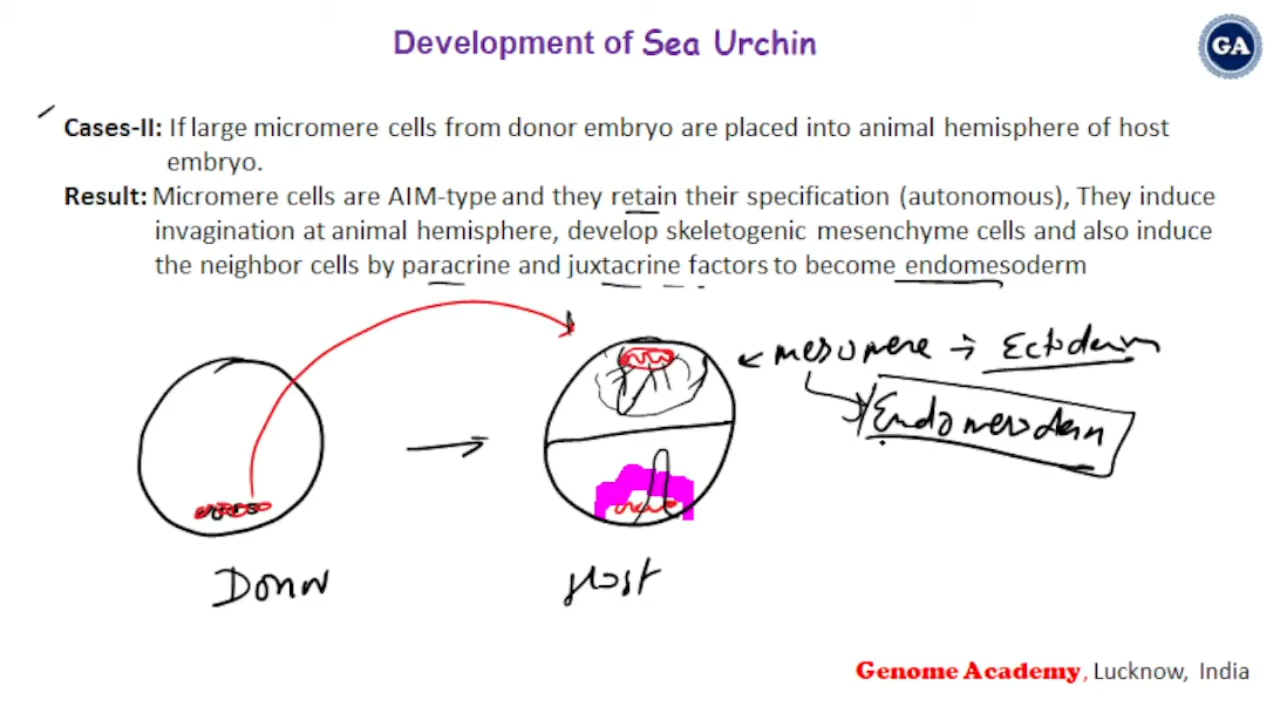 Development of Sea Urchin
GA
Cases-II: If large micromere cells from donor embryo are placed into animal hemisphere of host
embryo.
Result: Micromere cells are AIM-type and they retain their specification (autonomous), They induce
invagination at animal hemisphere, develop skeletogenic mesenchyme cells and also induce
the neighbor cells by paracrine and juxtacrine factors to become endomesoderm
mesomere → Ectoderm
Endomesoderm
Donor
Host
Genome Academy, Lucknow, India